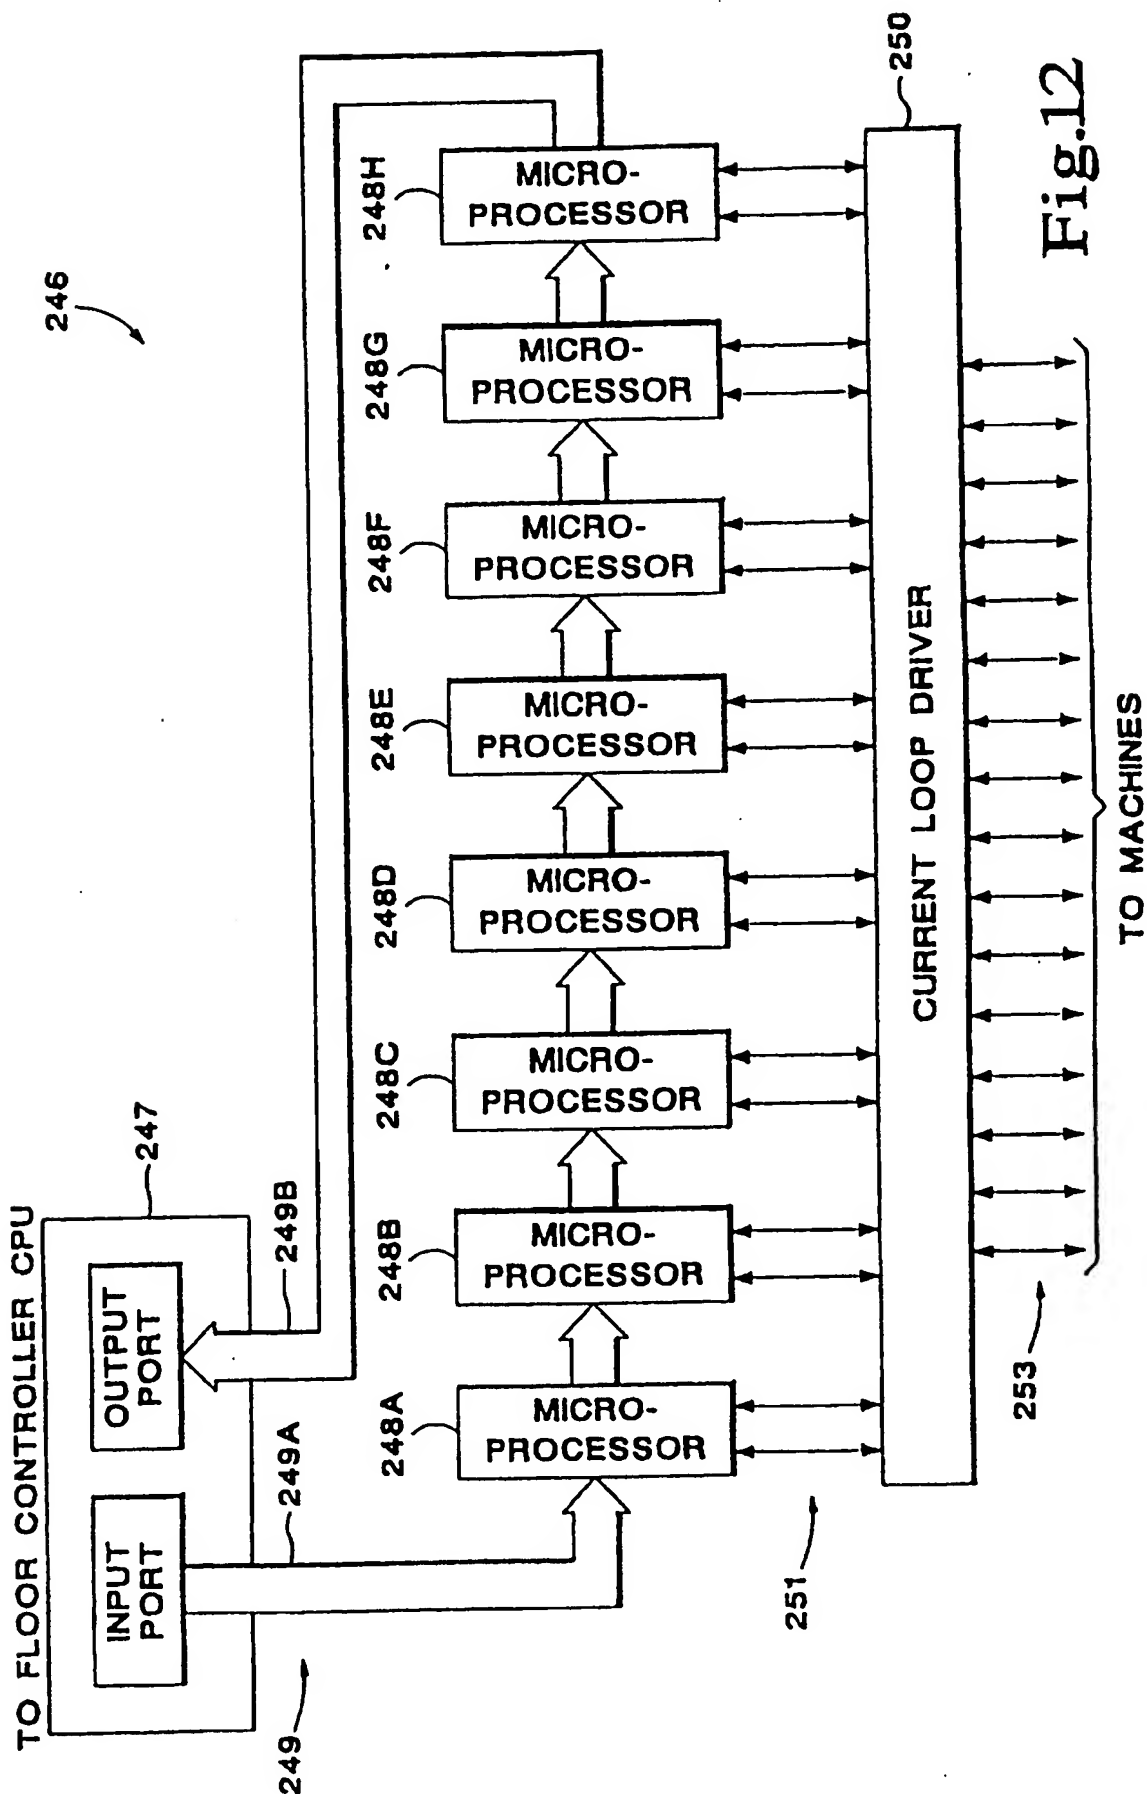 TO FLOOR CONTROLLER CPU
247
INPUT
PORT
OUTPUT
PORT
246
249
249A
249B
248A
248B
248C
248D
248E
248F
248G
248H
MICRO-
PROCESSOR
MICRO-
PROCESSOR
MICRO-
PROCESSOR
MICRO-
PROCESSOR
MICRO-
PROCESSOR
MICRO-
PROCESSOR
MICRO-
PROCESSOR
MICRO-
PROCESSOR
251
CURRENT LOOP DRIVER
250
253
TO MACHINES
Fig.12